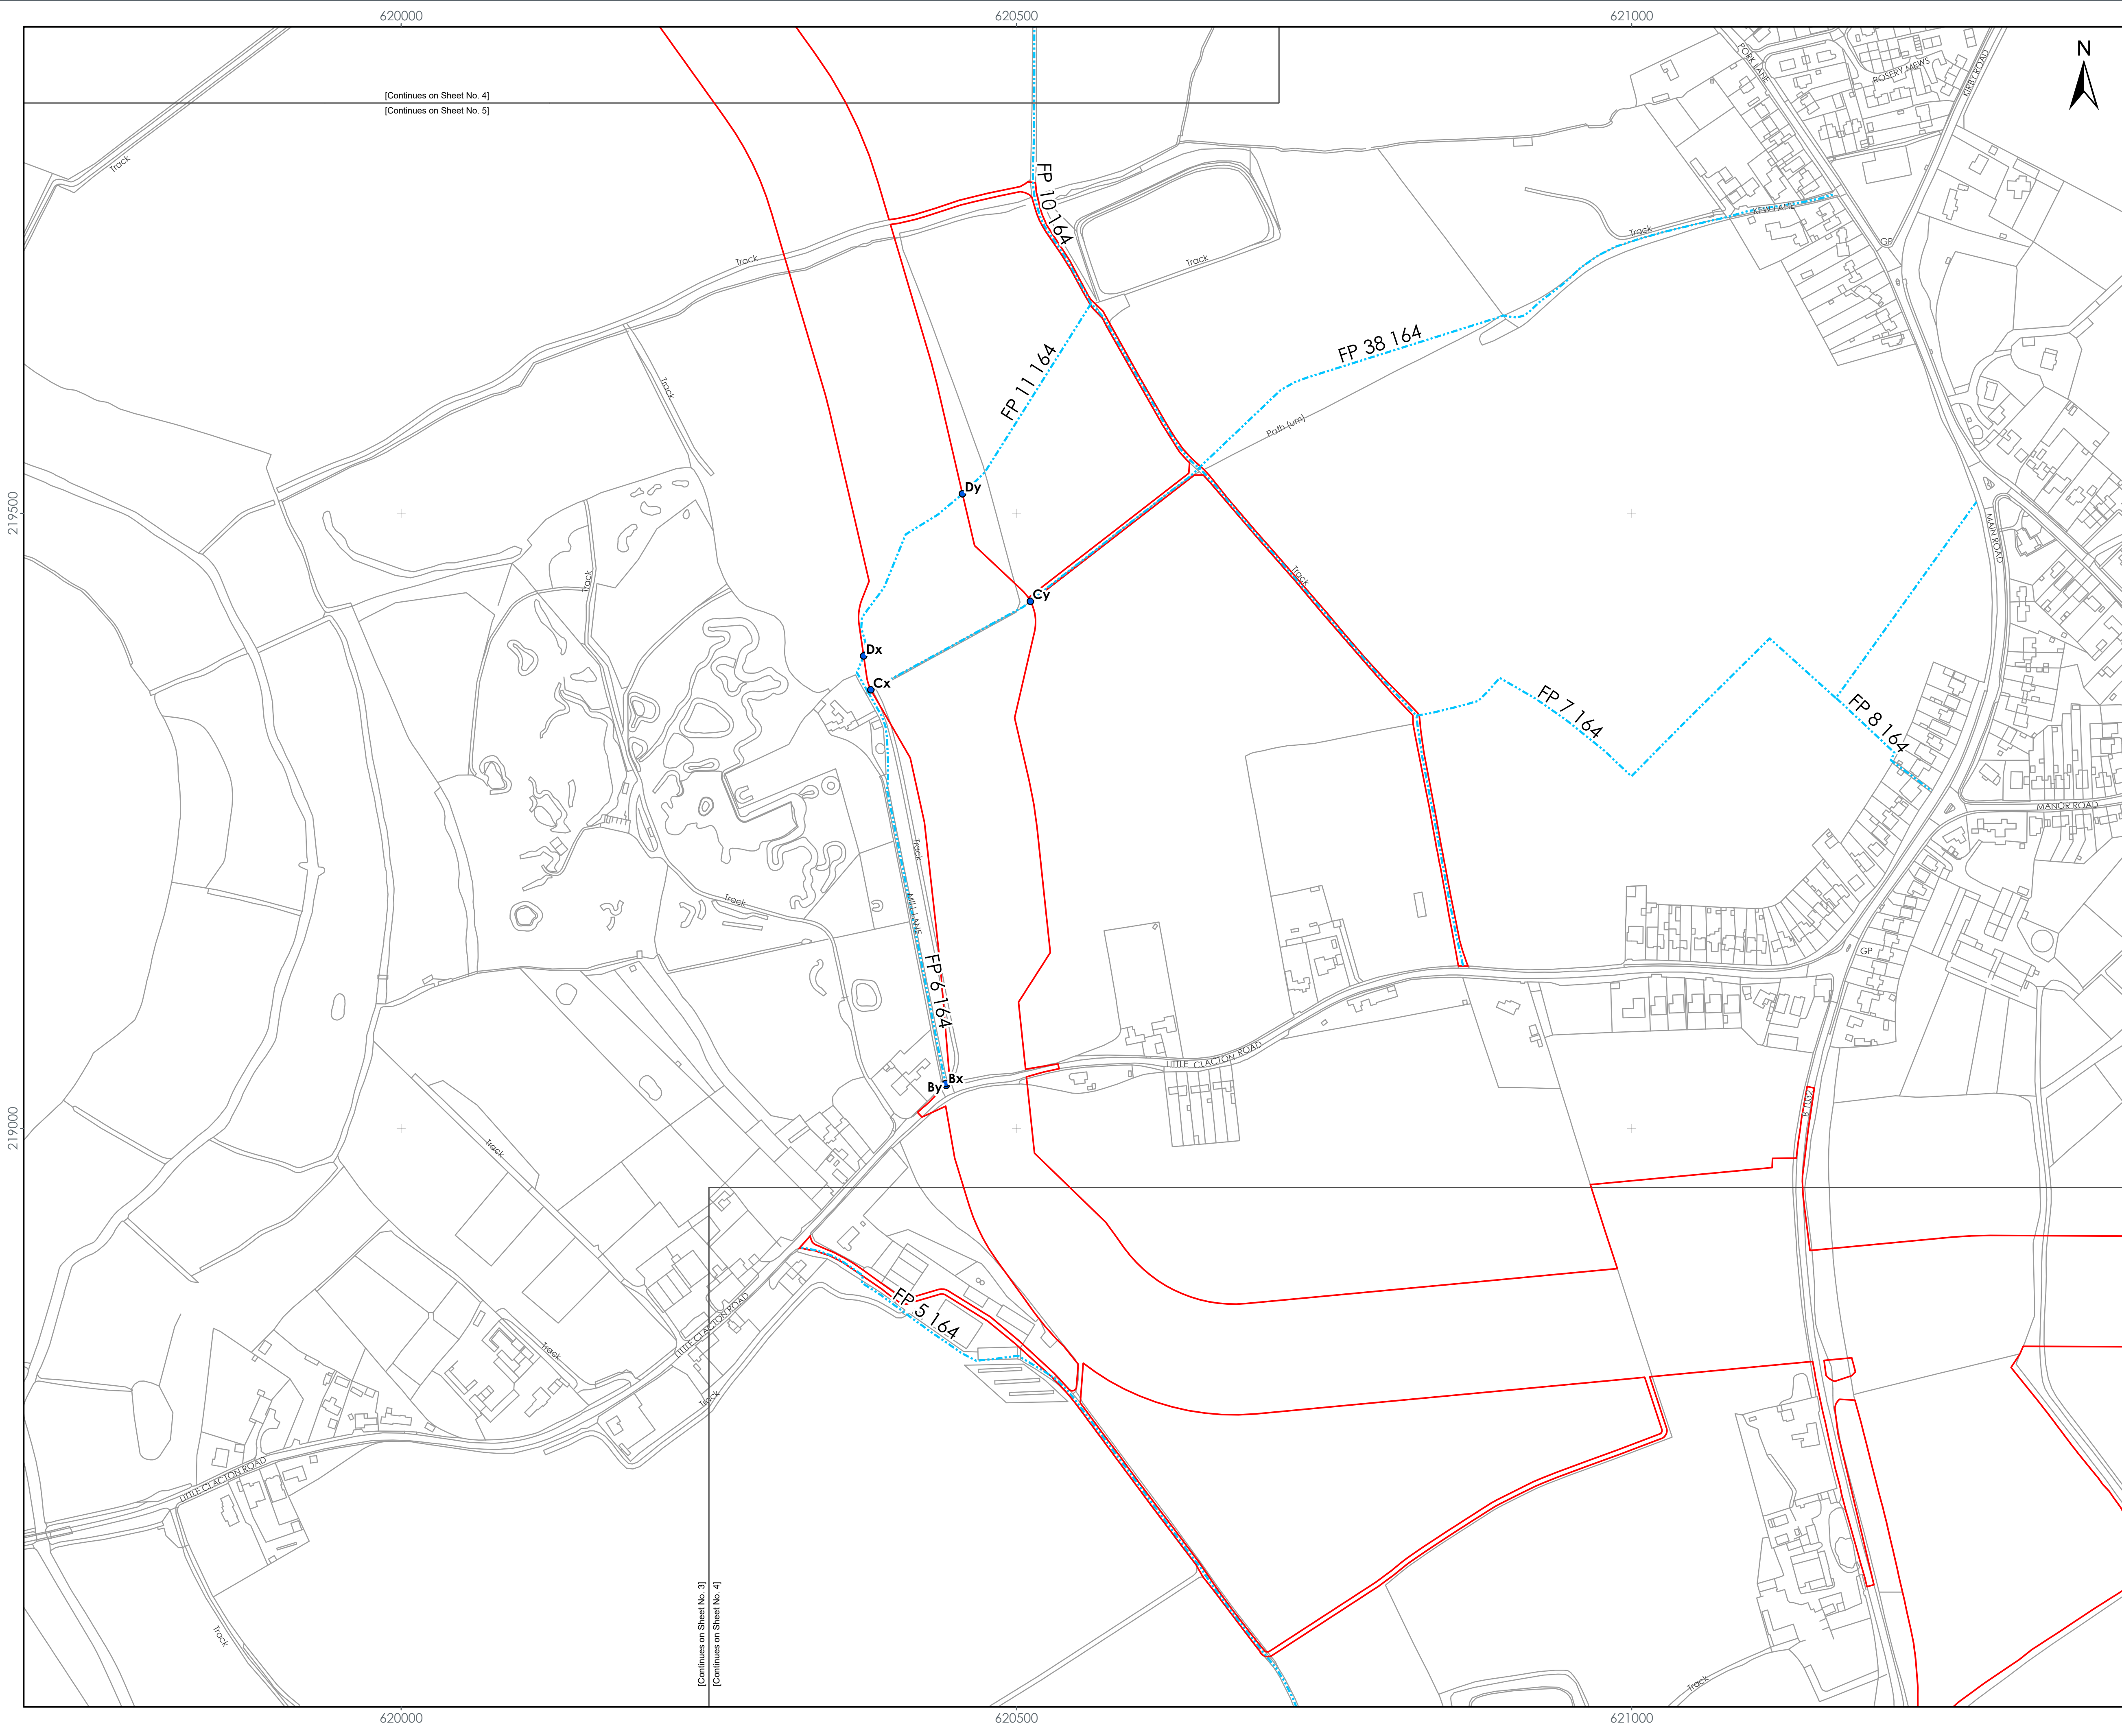 620000
620500
621000
N
PORK LANE
ROSERY MEWS
KIRBY ROAD
[Continues on Sheet No. 4]
[Continues on Sheet No. 5]
Track
FP 10 164
KEW LANE
Track
GP
Track
Track
FP 38 164
FP 11 164
Track
Path (um)
219500
Dy
MAIN ROAD
Track
Track
Cy
Dx
Cx
FP 7 164
FP 8 164
MANOR ROAD
Track
Track
MILL LANE
FP 6 164
GP
LITTLE CLACTON ROAD
Bx
By
219000
B 1032
Track
FP 5 164
LITTLE CLACTON ROAD
Track
Track
LITTLE CLACTON ROAD
[Continues on Sheet No. 3]
[Continues on Sheet No. 4]
Track
Track
620000
620500
621000